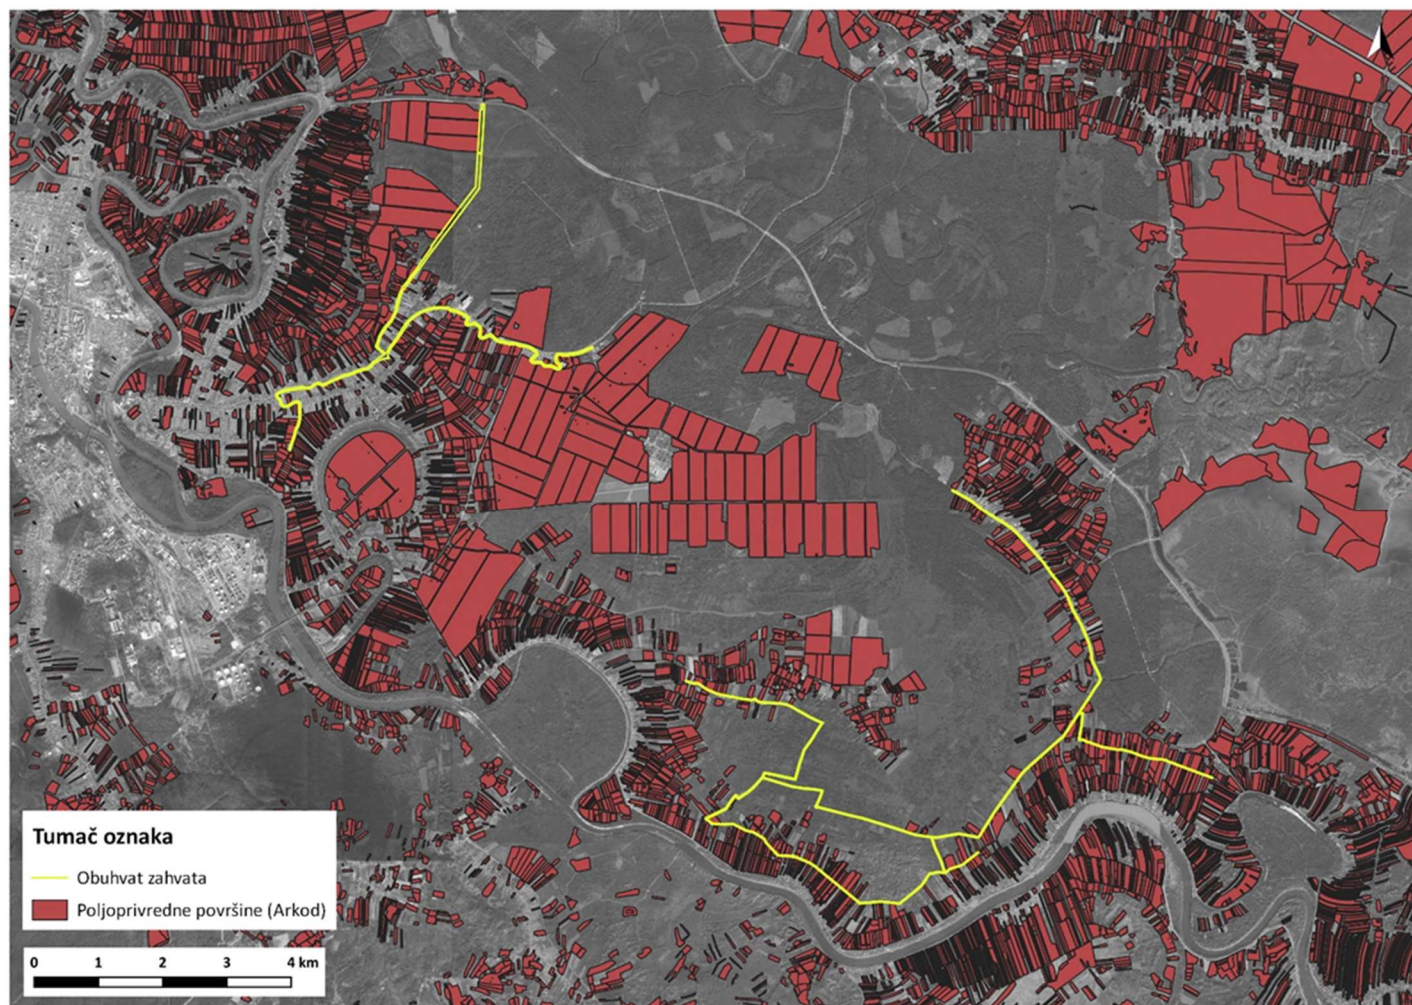 Tumač oznaka
Obuhvat zahvata
Poljoprivredne površine (Arkod)
0 1 2 3 4 km